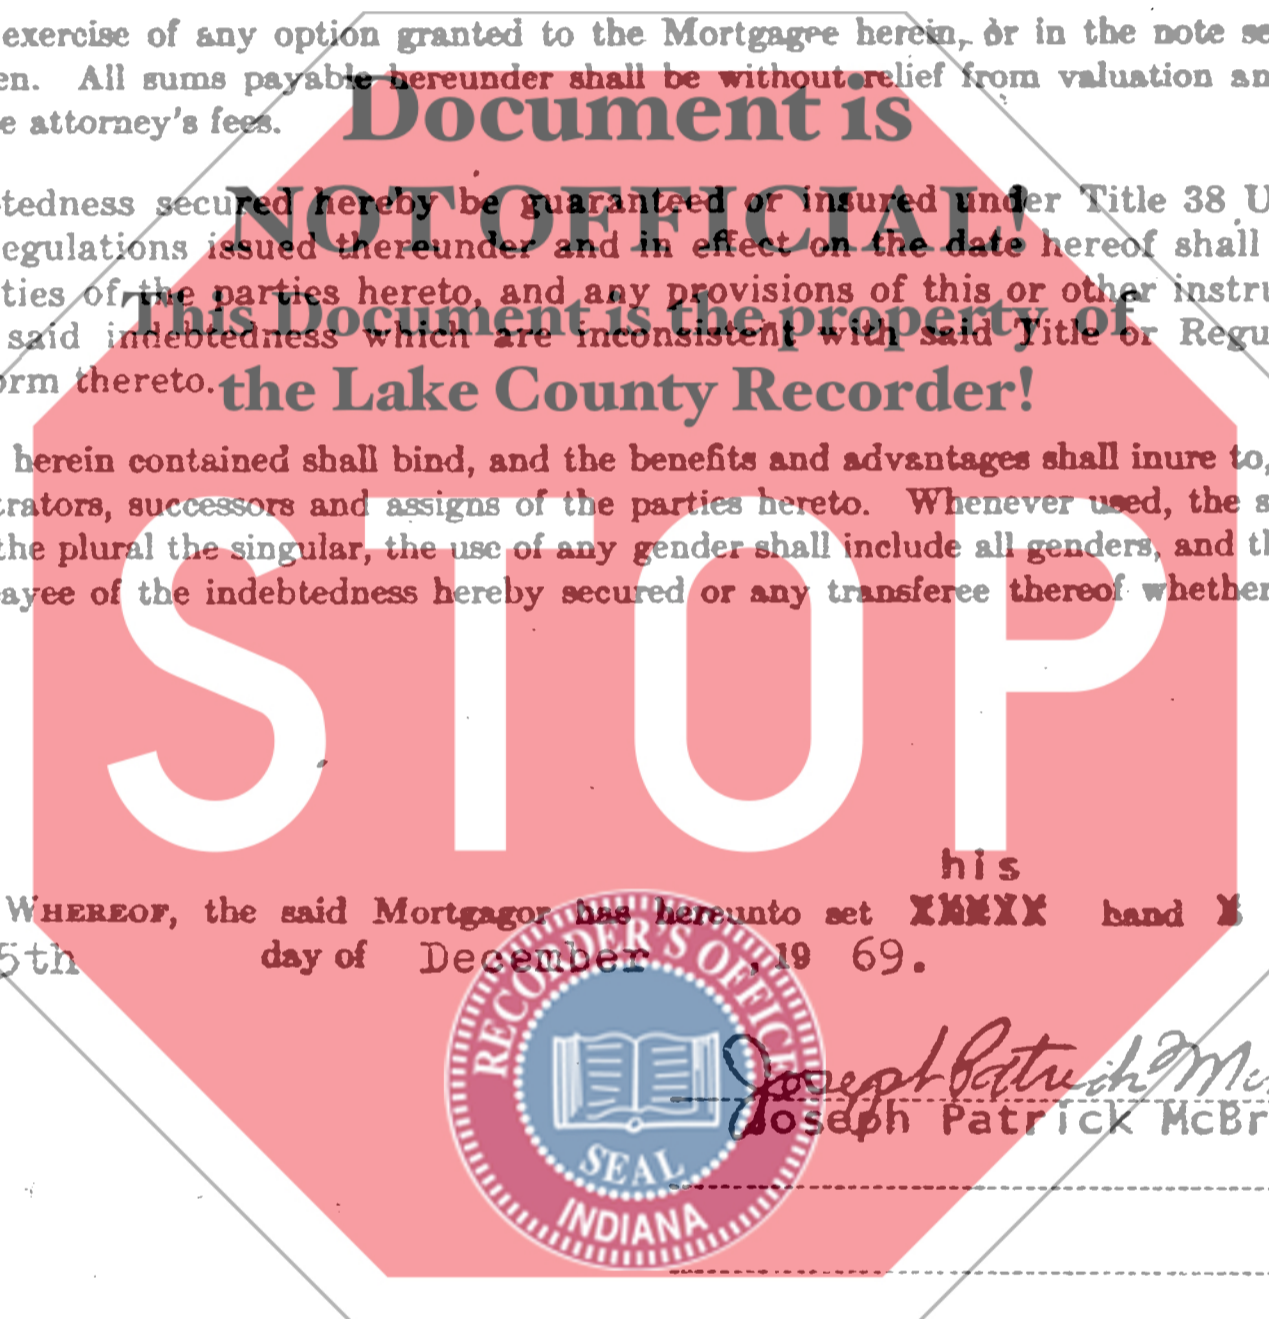 exercise of any option granted to the Mortgagee herein, or in the note se
en. All sums payable hereunder shall be without relief from valuation an
e attorney's fees.
Document is
NOT OFFICIAL!
tedness secured hereby be guaranteed or insured under Title 38 U
egulations issued thereunder and in effect on the date hereof shall
ties of the parties hereto, and any provisions of this or other instru
said indebtedness which are inconsistent with said Title or Regu
orm thereto.
This Document is the property of
the Lake County Recorder!
herein contained shall bind, and the benefits and advantages shall inure to,
trators, successors and assigns of the parties hereto. Whenever used, the s
the plural the singular, the use of any gender shall include all genders, and th
ayee of the indebtedness hereby secured or any transferee thereof whether
STOP
his
WHEREOF, the said Mortgagor has hereunto set XXXXX hand X
5th day of December , 19 69.
RECORDER'S OFFICE
SEAL
INDIANA
Joseph Patrick Mc
Joseph Patrick McBr